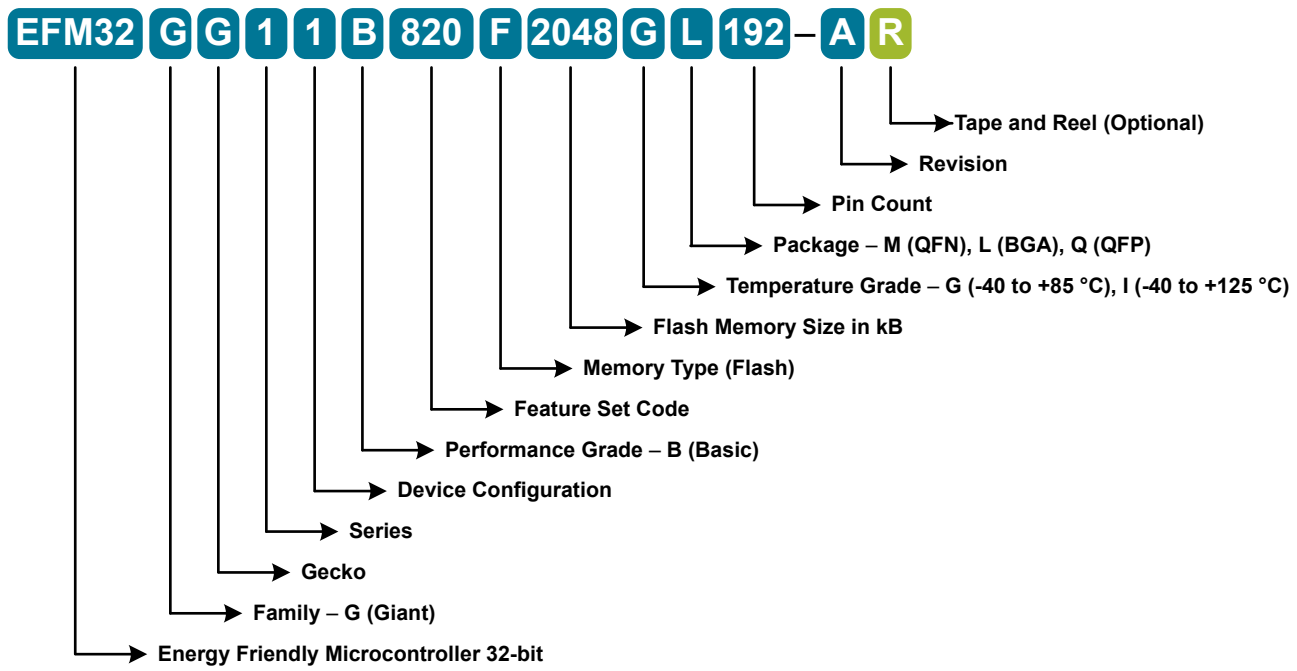 EFM32 G G 1 1 B 820 F 2048 G L 192 – A R
Tape and Reel (Optional)
Revision
Pin Count
Package – M (QFN), L (BGA), Q (QFP)
Temperature Grade – G (-40 to +85 °C), I (-40 to +125 °C)
Flash Memory Size in kB
Memory Type (Flash)
Feature Set Code
Performance Grade – B (Basic)
Device Configuration
Series
Gecko
Family – G (Giant)
Energy Friendly Microcontroller 32-bit